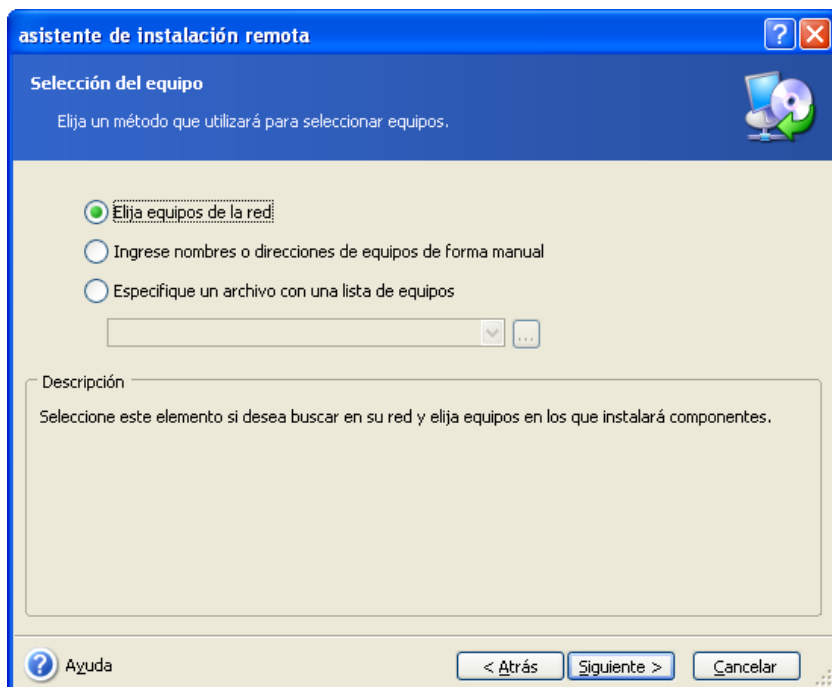 asistente de instalación remota
Selección del equipo
Elija un método que utilizará para seleccionar equipos.
Elija equipos de la red
Ingrese nombres o direcciones de equipos de forma manual
Especifique un archivo con una lista de equipos
...
Descripción
Seleccione este elemento si desea buscar en su red y elija equipos en los que instalará componentes.
Ayuda
< Atrás
Siguiente >
Cancelar